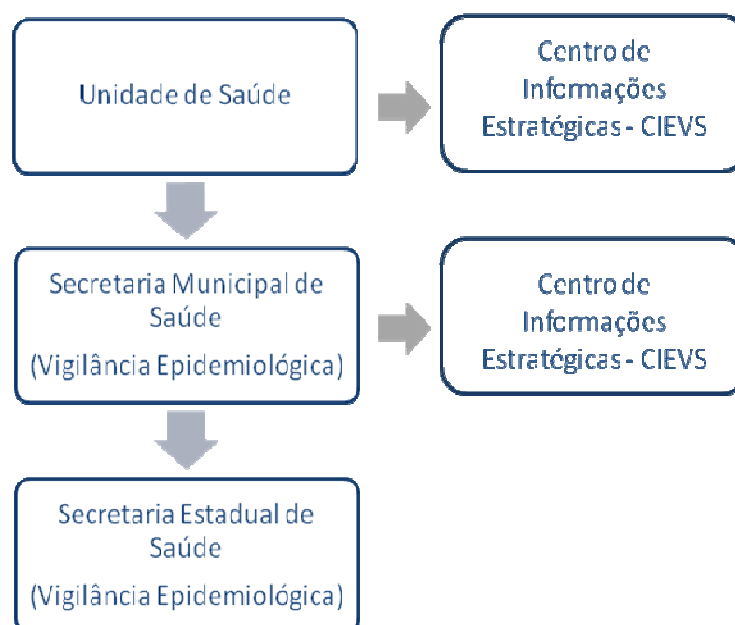 Unidade de Saúde
Centro de
Informações
Estratégicas - CIEVS
Secretaria Municipal de
Saúde
(Vigilância Epidemiológica)
Centro de
Informações
Estratégicas - CIEVS
Secretaria Estadual de
Saúde
(Vigilância Epidemiológica)